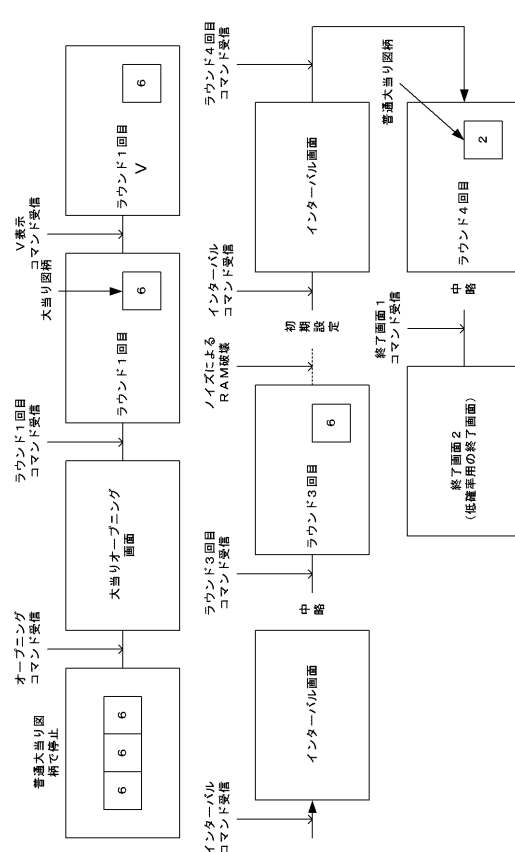 普通大当り図
柄で停止
6
6
6
オープニング
コマンド受信
大当りオープニング
画面
ラウンド1回目
コマンド受信
大当り図柄
ラウンド1回目
6
V表示
コマンド受信
ラウンド1回目
V
6
インターバル
コマンド受信
インターバル画面
中
略
ラウンド3回目
コマンド受信
ラウンド3回目
6
ノイズによる
RAM破壊
初
期
設
定
インターバル
コマンド受信
インターバル画面
ラウンド4回目
コマンド受信
普通大当り図柄
ラウンド4回目
2
中
略
終了画面1
コマンド受信
終了画面2
(低確率用の終了画面)